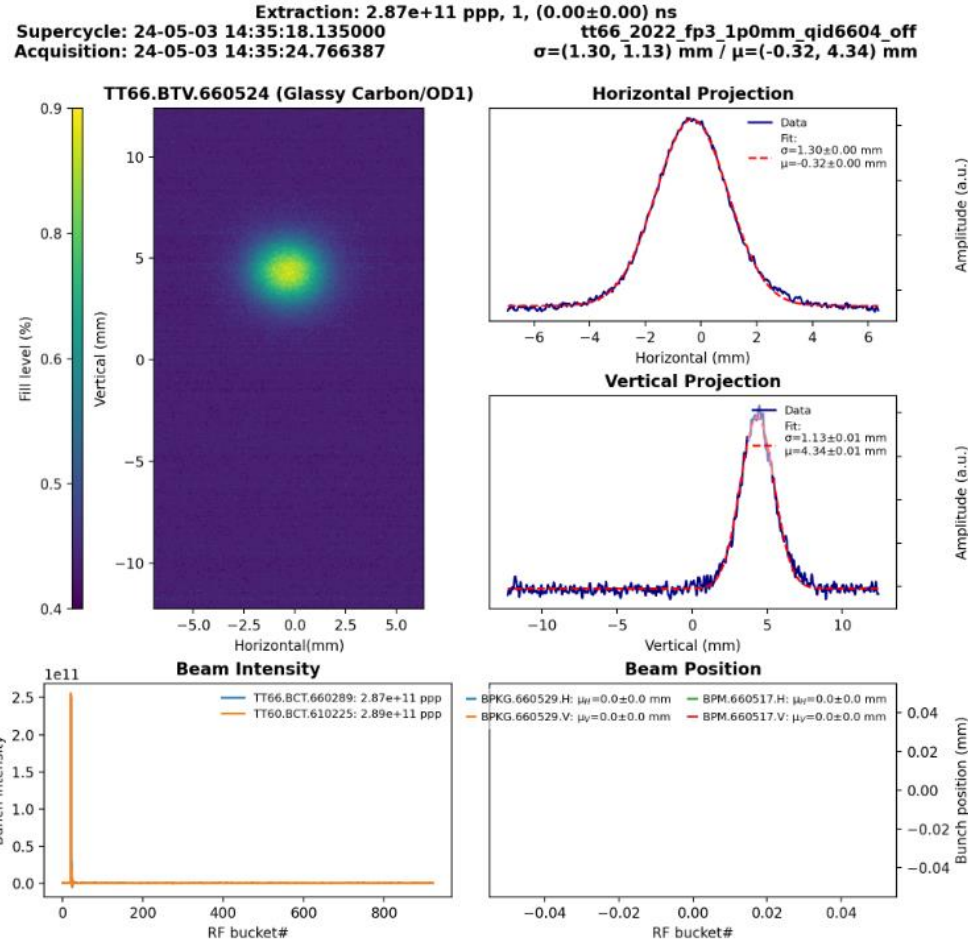 Extraction: 2.87e+11 ppp, 1, (0.00±0.00) ns
Supercycle: 24-05-03 14:35:18.135000
tt66_2022_fp3_1p0mm_qid6604_off
Acquisition: 24-05-03 14:35:24.766387
σ=(1.30, 1.13) mm / μ=(-0.32, 4.34) mm
TT66.BTV.660524 (Glassy Carbon/OD1)
0.9
0.8
0.6
0.5
0.4
Fill level (%)
10
5
0
−5
−10
Vertical (mm)
−5.0 −2.5 0.0 2.5 5.0
Horizontal(mm)
Horizontal Projection
Data
Fit:
σ=1.30±0.00 mm
μ=-0.32±0.00 mm
Amplitude (a.u.)
−6 −4 −2 0 2 4 6
Horizontal (mm)
Vertical Projection
Data
Fit:
σ=1.13±0.01 mm
μ=4.34±0.01 mm
Amplitude (a.u.)
−10 −5 0 5 10
Vertical (mm)
Beam Intensity
1e11
2.5
2.0
1.5
1.0
0.5
0.0
TT66.BCT.660289: 2.87e+11 ppp
TT60.BCT.610225: 2.89e+11 ppp
0 200 400 600 800
RF bucket#
Beam Position
BPKG.660529.H: μH=0.0±0.0 mm
BPKG.660529.V: μV=0.0±0.0 mm
BPM.660517.H: μH=0.0±0.0 mm
BPM.660517.V: μV=0.0±0.0 mm
0.04
0.02
0.00
−0.02
−0.04
Bunch position (mm)
−0.04 −0.02 0.00 0.02 0.04
RF bucket#